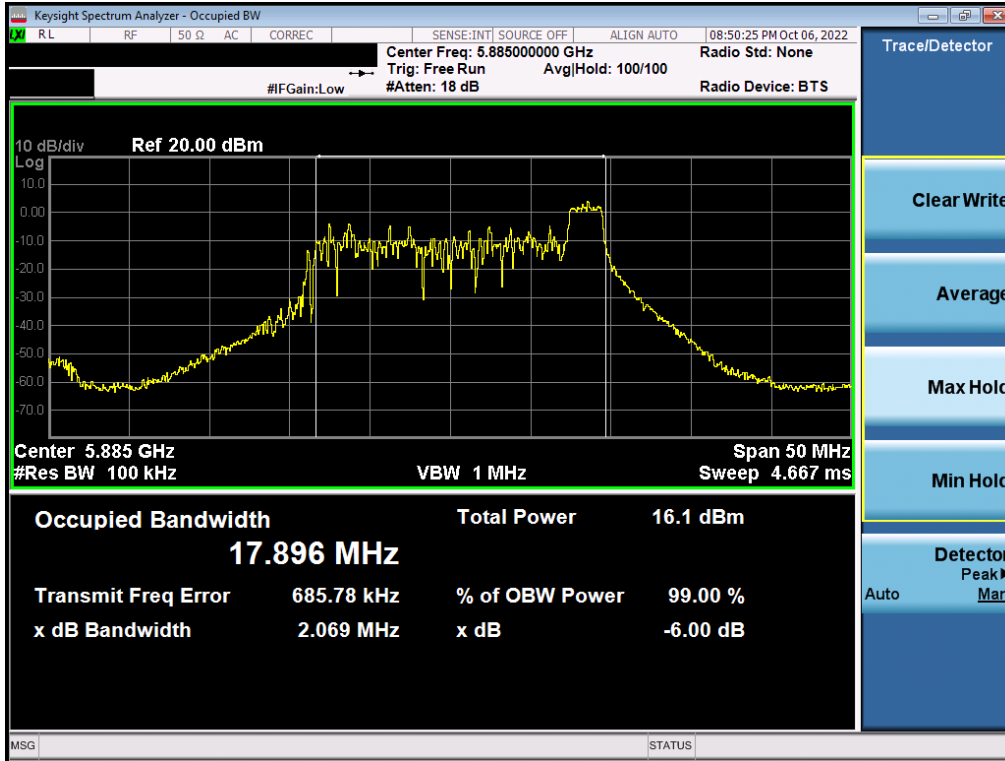 Keysight Spectrum Analyzer - Occupied BW
LXI RL RF 50 Ω AC CORREC SENSE:INT SOURCE OFF ALIGN AUTO 08:50:25 PM Oct 06, 2022
Center Freq: 5.885000000 GHz Radio Std: None
Trig: Free Run Avg|Hold: 100/100
#IFGain:Low #Atten: 18 dB Radio Device: BTS
Trace/Detector
10 dB/div Ref 20.00 dBm
Log
10.0
0.00
-10.0
-20.0
-30.0
-40.0
-50.0
-60.0
-70.0
Center 5.885 GHz Span 50 MHz
#Res BW 100 kHz VBW 1 MHz Sweep 4.667 ms
Occupied Bandwidth Total Power 16.1 dBm
17.896 MHz
Transmit Freq Error 685.78 kHz % of OBW Power 99.00 %
x dB Bandwidth 2.069 MHz x dB -6.00 dB
Clear Write
Average
Max Hold
Min Hold
Detector
Peak
Auto Man
MSG STATUS